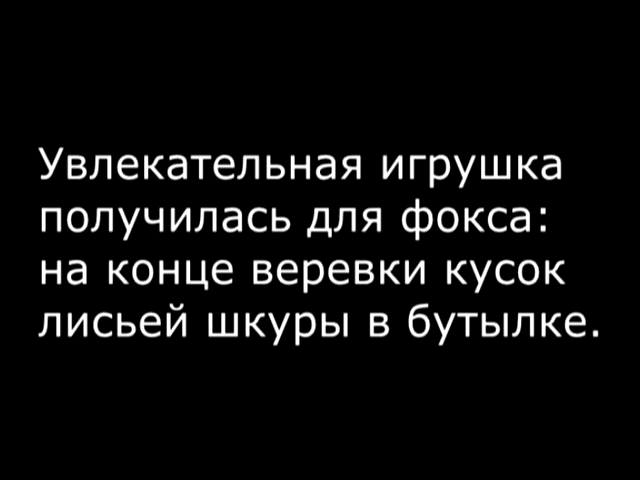 Увлекательная игрушка
получилась для фокса:
на конце веревки кусок
лисьей шкуры в бутылке.